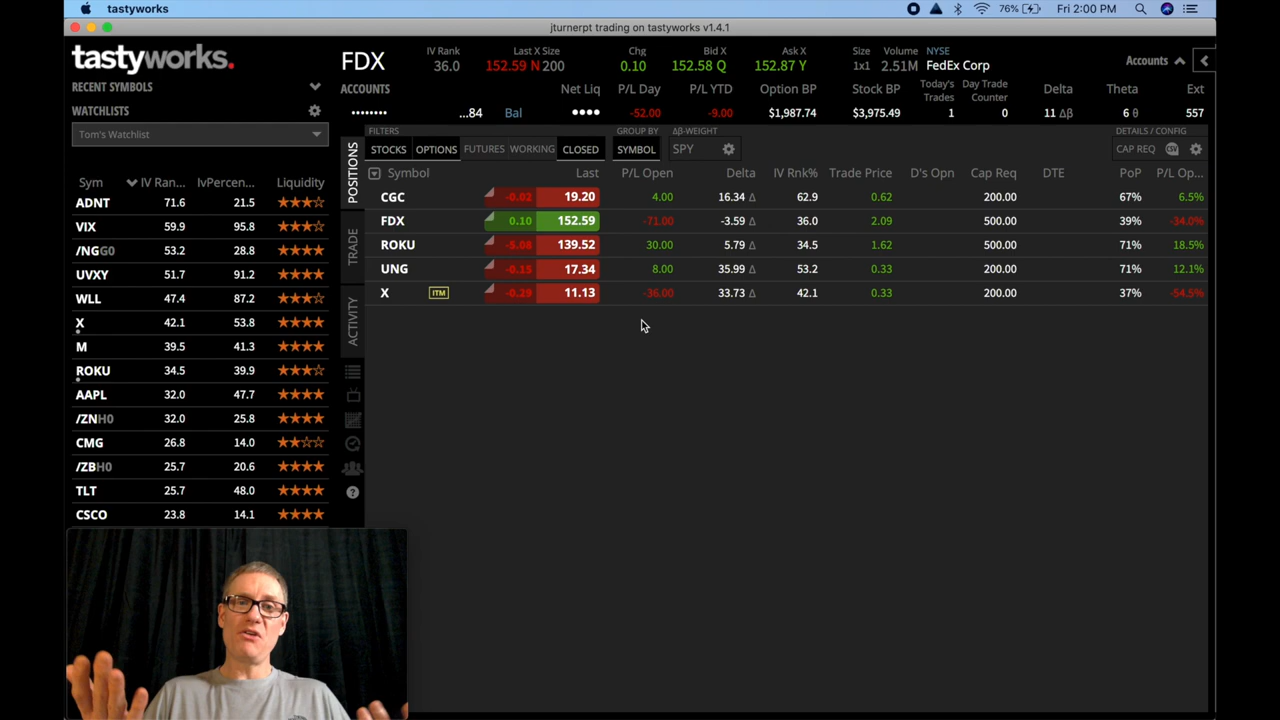 tastyworks
76%
Fri 2:00 PM
jturnerpt trading on tastyworks v1.4.1
tastyworks.
FDX
IV Rank
36.0
Last X Size
152.59 N 200
Chg
0.10
Bid X
152.58 Q
Ask X
152.87 Y
Size
1x1
Volume
2.51M
NYSE
FedEx Corp
Accounts
RECENT SYMBOLS
WATCHLISTS
Tom's Watchlist
ACCOUNTS
Net Liq
P/L Day
P/L YTD
Option BP
Stock BP
Today's Trades
Day Trade Counter
Delta
Theta
Ext
•••••••• ...84 Bal •••• -52.00 -9.00 $1,987.74 $3,975.49 1 0 11 Δβ 6 θ 557
FILTERS
GROUP BY
Δβ-WEIGHT
DETAILS / CONFIG
STOCKS OPTIONS FUTURES WORKING CLOSED SYMBOL SPY CAP REQ CSV
POSITIONS
TRADE
ACTIVITY
Symbol Last P/L Open Delta IV Rnk% Trade Price D's Opn Cap Req DTE PoP P/L Op...
CGC -0.02 19.20 4.00 16.34 Δ 62.9 0.62 200.00 67% 6.5%
FDX 0.10 152.59 -71.00 -3.59 Δ 36.0 2.09 500.00 39% -34.0%
ROKU -5.08 139.52 30.00 5.79 Δ 34.5 1.62 500.00 71% 18.5%
UNG -0.15 17.34 8.00 35.99 Δ 53.2 0.33 200.00 71% 12.1%
X ITM -0.29 11.13 -36.00 33.73 Δ 42.1 0.33 200.00 37% -54.5%
Sym IV Ran... IvPercen... Liquidity
ADNT 71.6 21.5
VIX 59.9 95.8
/NGG0 53.2 28.8
UVXY 51.7 91.2
WLL 47.4 87.2
X 42.1 53.8
M 39.5 41.3
ROKU 34.5 39.9
AAPL 32.0 47.7
/ZNH0 32.0 25.8
CMG 26.8 14.0
/ZBH0 25.7 20.6
TLT 25.7 48.0
CSCO 23.8 14.1